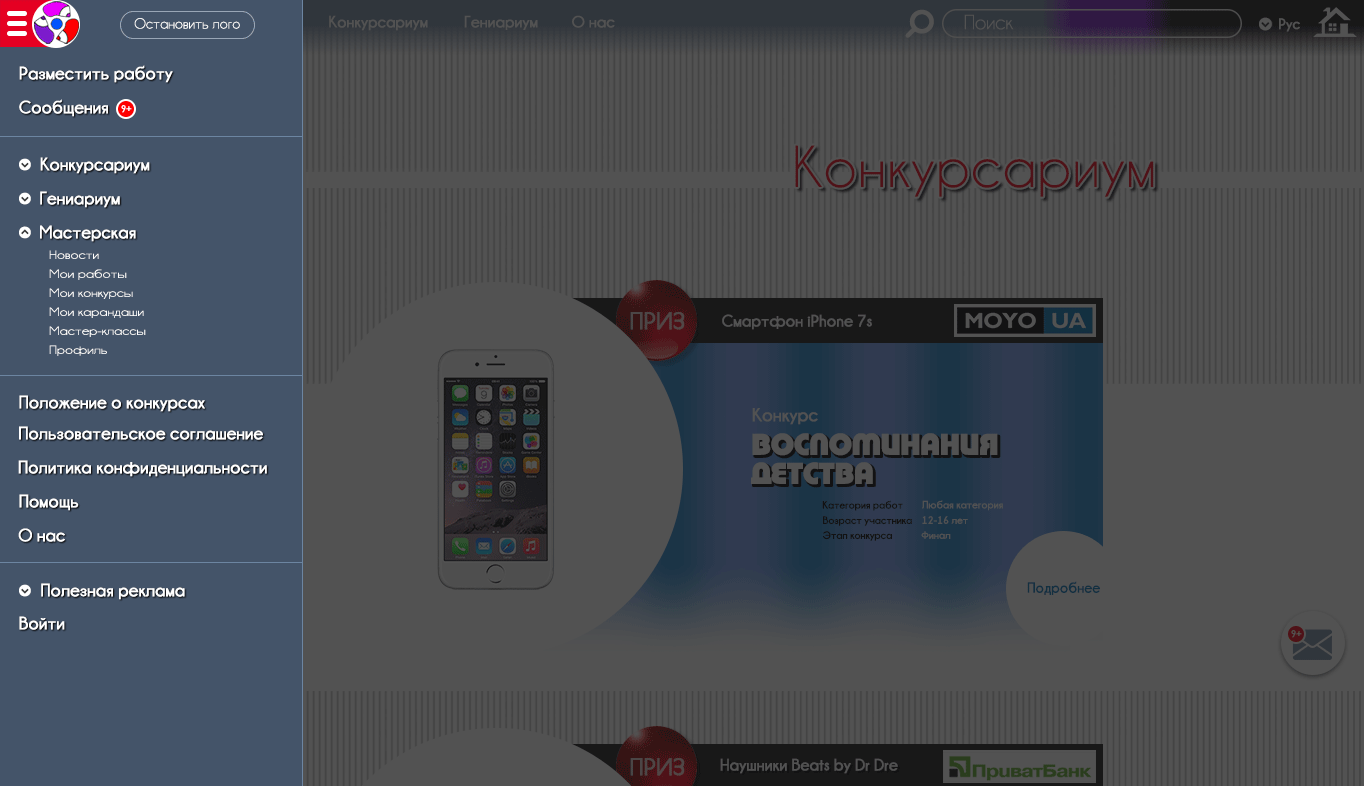 Остановить лого
Конкурсариум
Гениариум
О нас
Поиск
Рус
Разместить работу
Сообщения 9+
Конкурсариум
Гениариум
Мастерская
Новости
Мои работы
Мои конкурсы
Мои карандаши
Мастер-классы
Профиль
Положение о конкурсах
Пользовательское соглашение
Политика конфиденциальности
Помощь
О нас
Полезная реклама
Войти
Конкурсариум
ПРИЗ
Смартфон iPhone 7s
MOYO UA
Конкурс
ВОСПОМИНАНИЯ
ДЕТСТВА
Категория работ Любая категория
Возраст участника 12-16 лет
Этап конкурса Финал
Подробнее
9+
ПРИЗ
Наушники Beats by Dr Dre
ПриватБанк